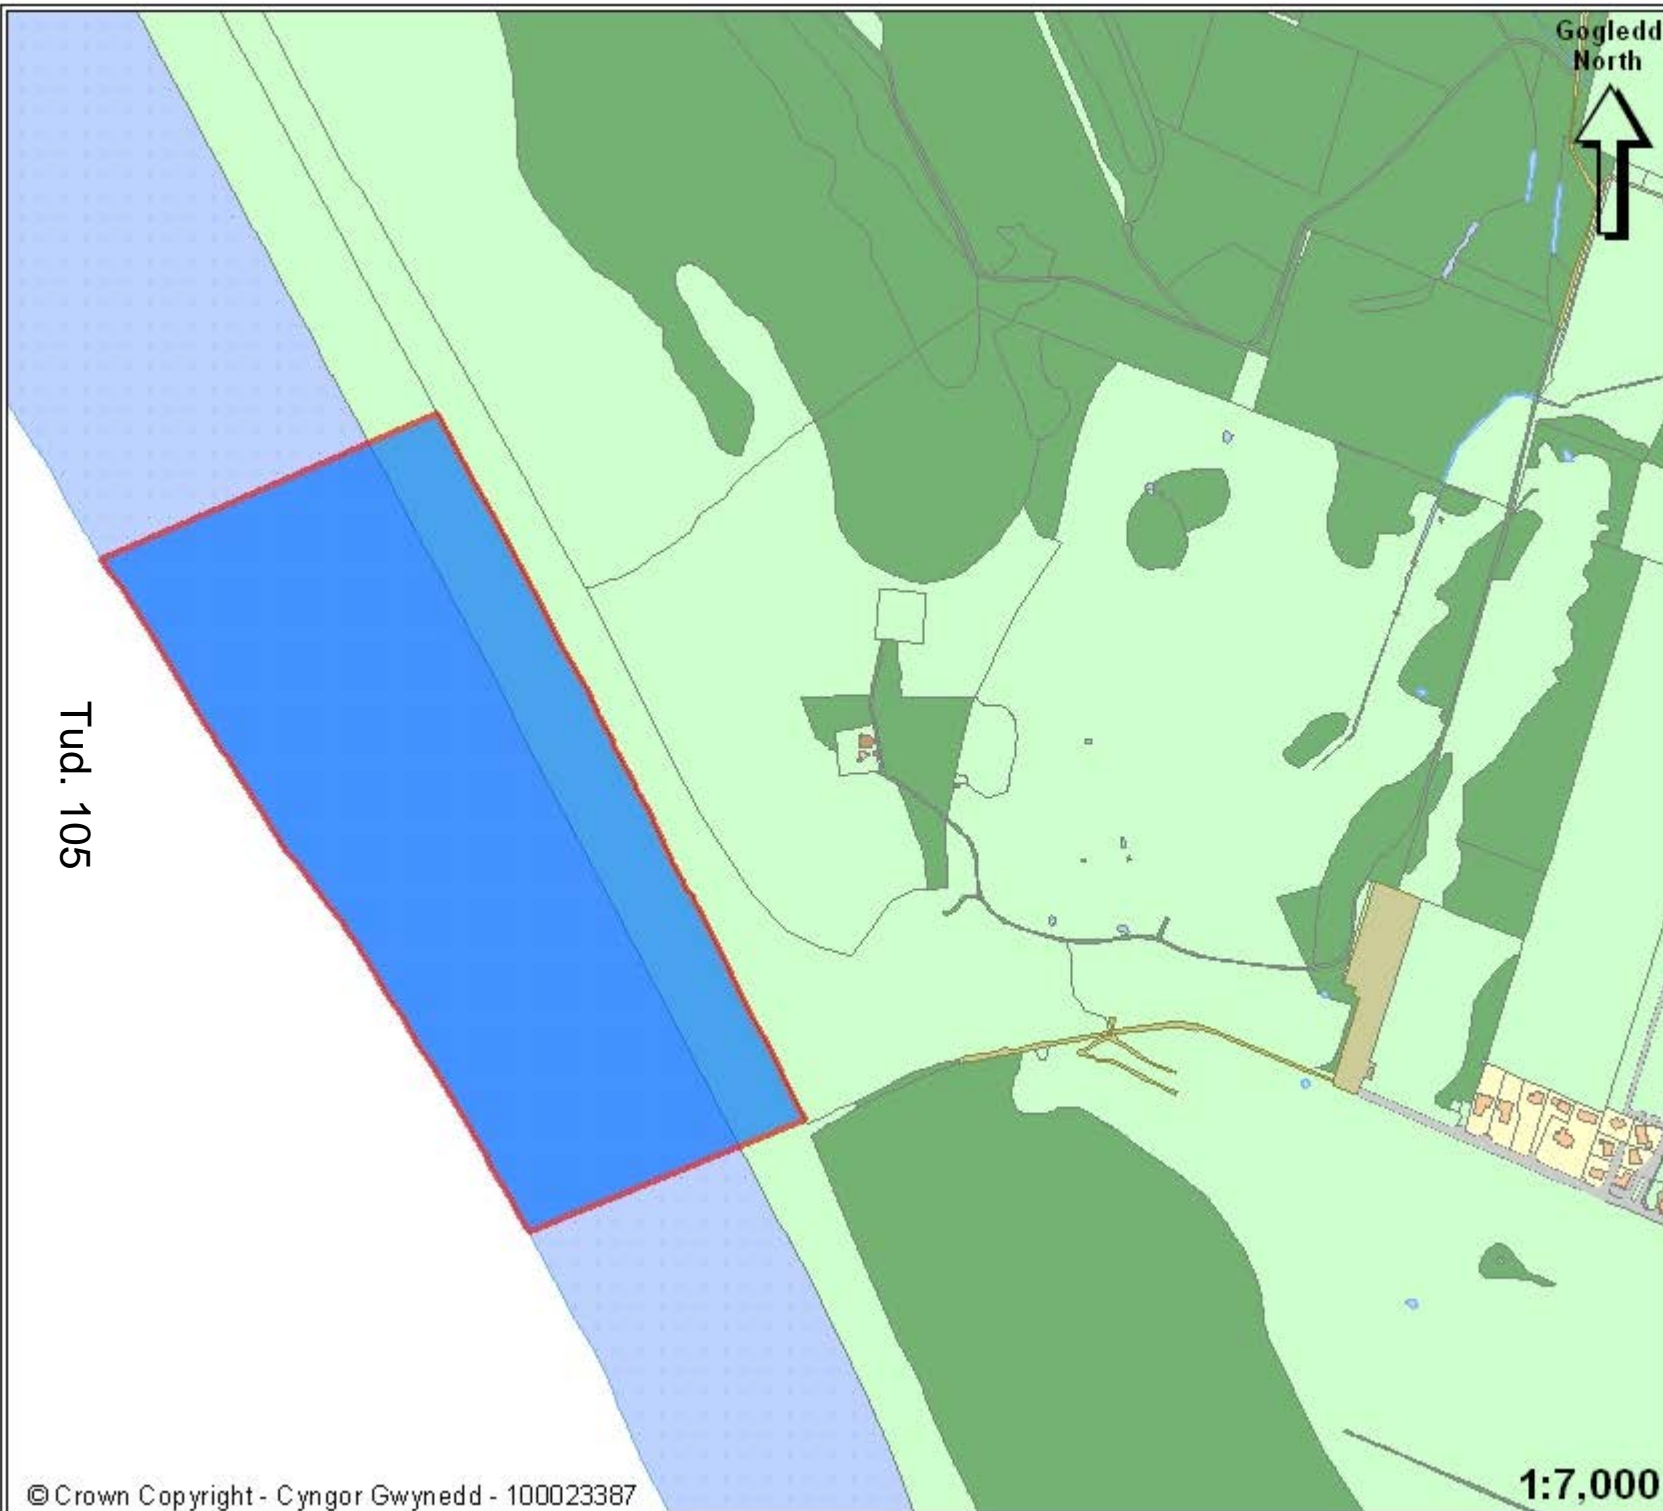 Gogledd
North
Tud. 105
© Crown Copyright - Cyngor Gwynedd - 100023387
1:7,000